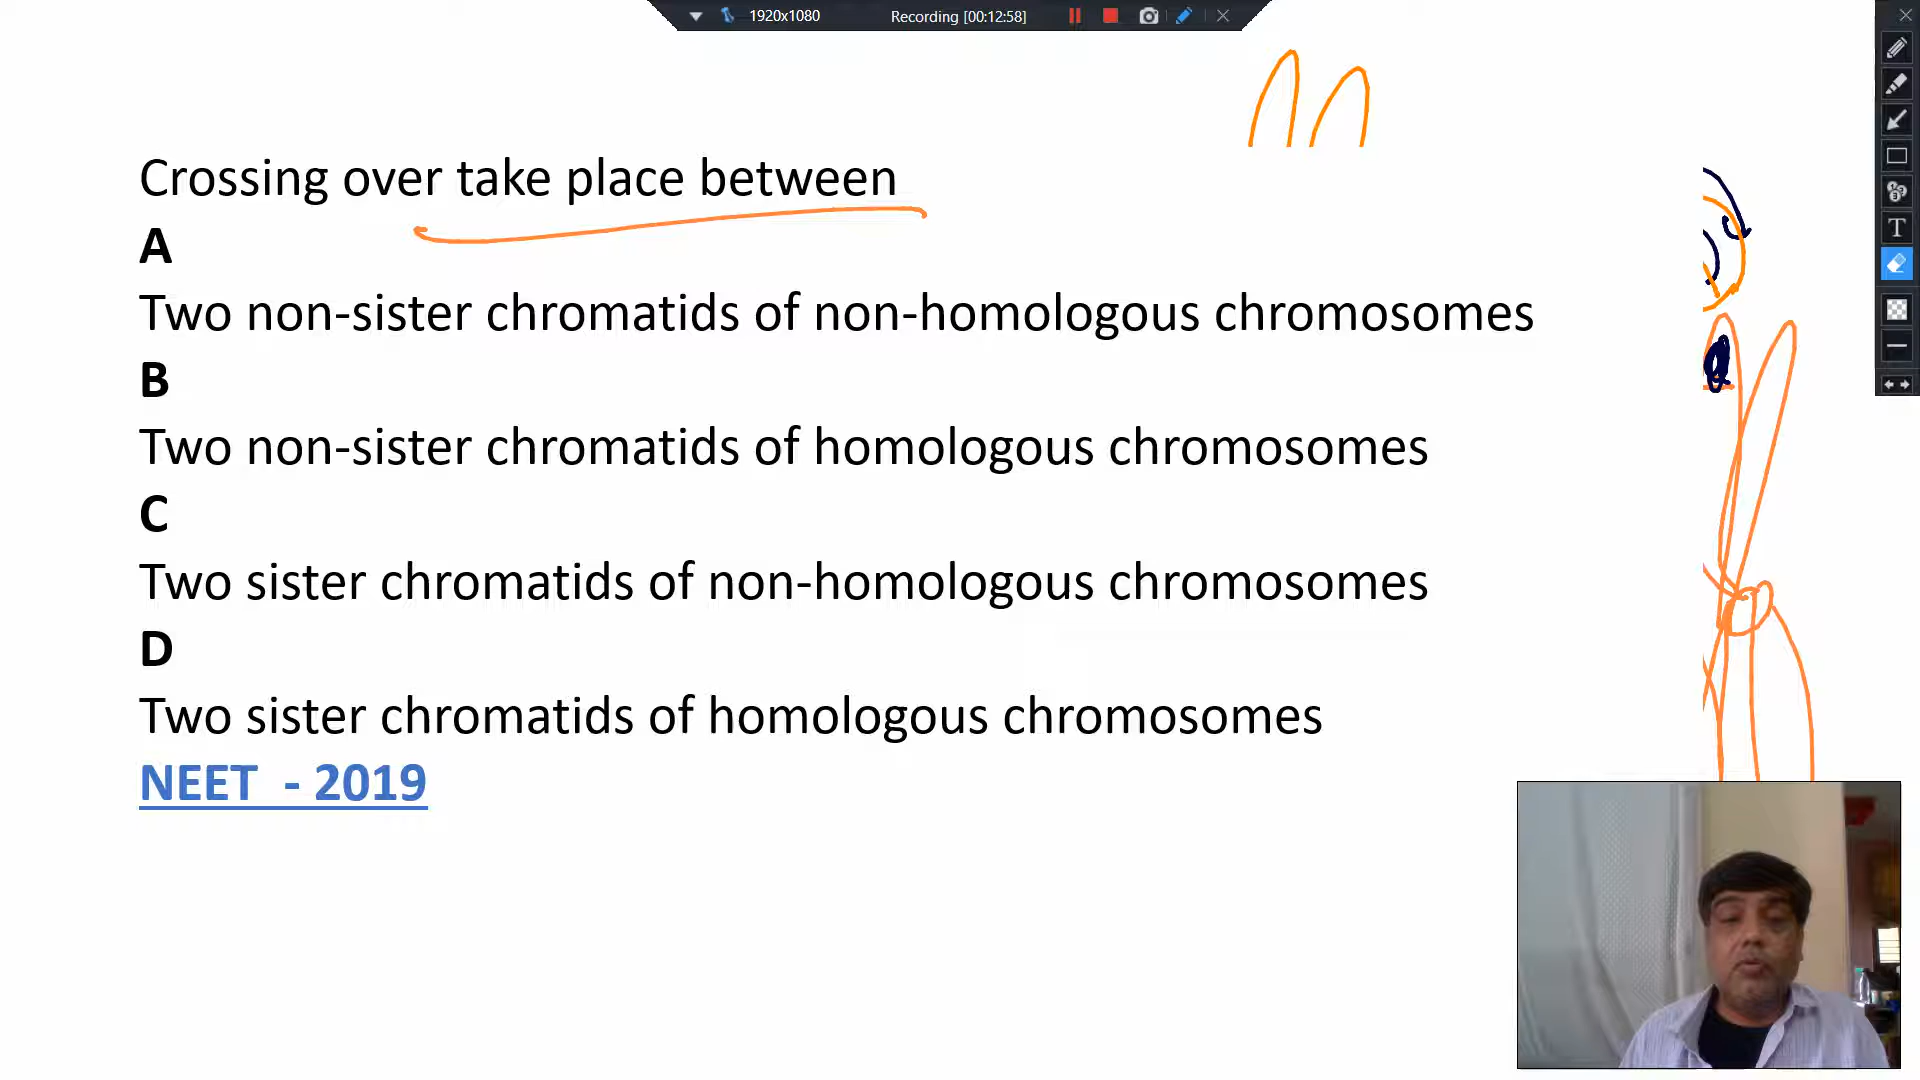 1920x1080 Recording [00:12:58]
Crossing over take place between
A
Two non-sister chromatids of non-homologous chromosomes
B
Two non-sister chromatids of homologous chromosomes
C
Two sister chromatids of non-homologous chromosomes
D
Two sister chromatids of homologous chromosomes
NEET - 2019